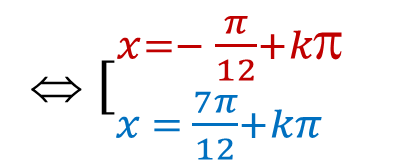 ⇔ [ x=− π/12 +kπ
x = 7π/12 +kπ